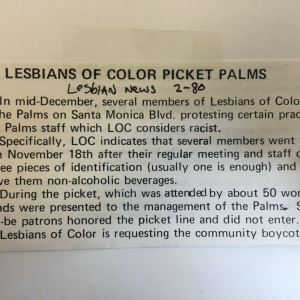 LESBIANS OF COLOR PICKET PALMS
Lesbian News 2-80
In mid-December, several members of Lesbians of Colo
he Palms on Santa Monica Blvd. protesting certain prac
Palms staff which LOC considers racist.
Specifically, LOC indicates that several members went
n November 18th after their regular meeting and staff c
ee pieces of identification (usually one is enough) and
ve them non-alcoholic beverages.
During the picket, which was attended by about 50 wor
nds were presented to the management of the Palms. S
-be patrons honored the picket line and did not enter.
Lesbians of Color is requesting the community boycot